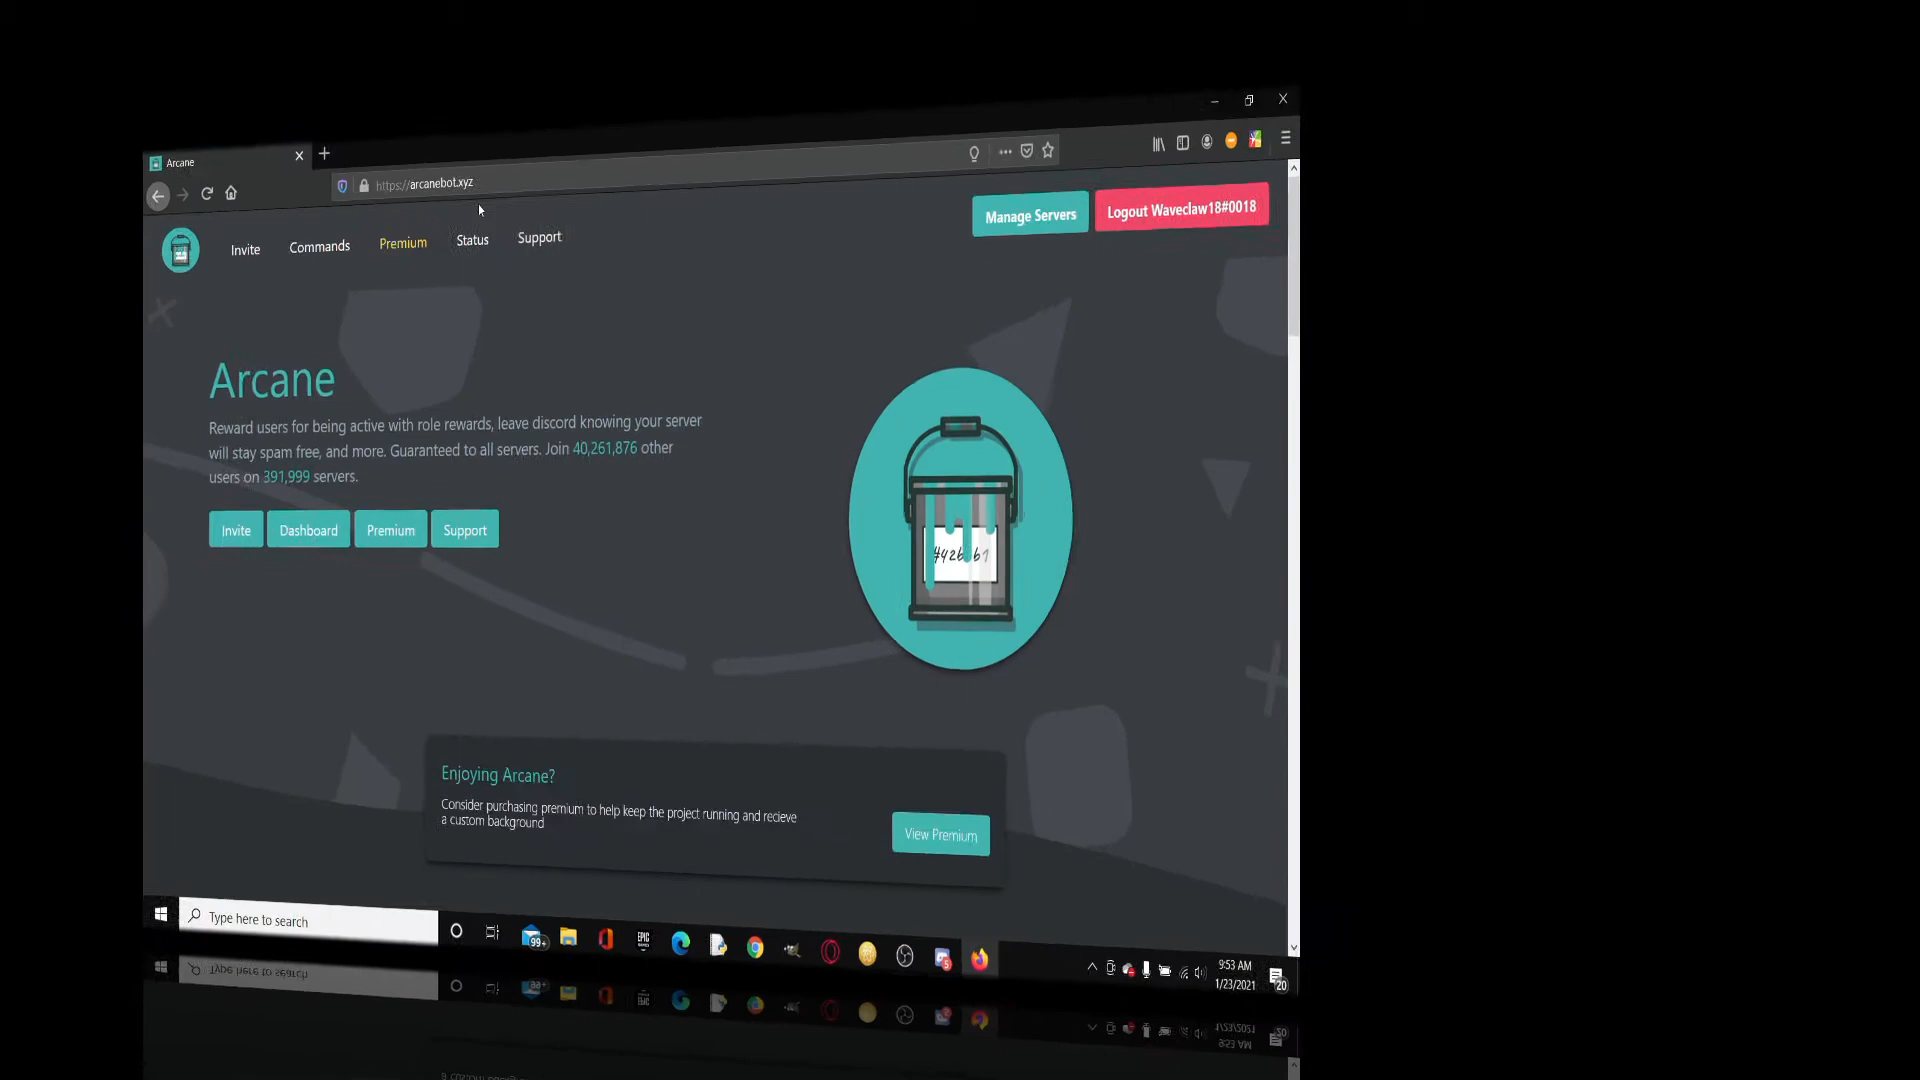 Arcane
https://arcanebot.xyz
Invite
Commands
Premium
Status
Support
Manage Servers
Logout Waveclaw18#0018
Arcane
Reward users for being active with role rewards, leave discord knowing your server
will stay spam free, and more. Guaranteed to all servers. Join 40,261,876 other
users on 391,999 servers.
Invite
Dashboard
Premium
Support
Enjoying Arcane?
Consider purchasing premium to help keep the project running and recieve
a custom background
View Premium
Type here to search
99+
EPIC
5
9:53 AM
1/23/2021
20